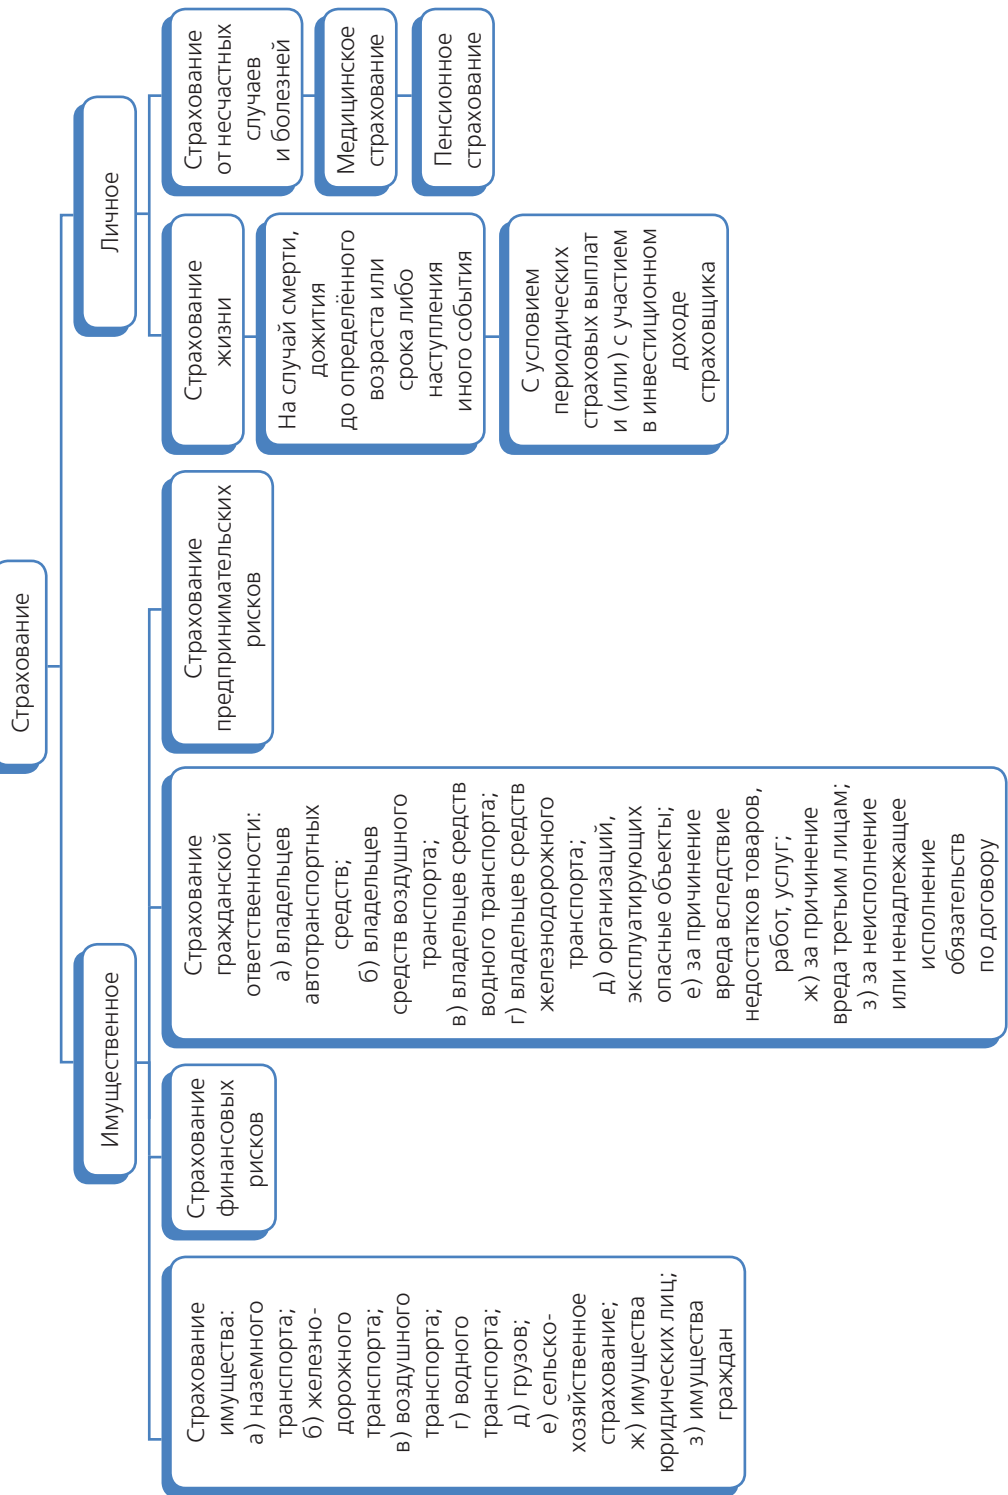 Страхование
Имущественное
Личное
Страхование
имущества:
а) наземного
транспорта;
б) железно-
дорожного
транспорта;
в) воздушного
транспорта;
г) водного
транспорта;
д) грузов;
е) сельско-
хозяйственное
страхование;
ж) имущества
юридических лиц;
з) имущества
граждан
Страхование
финансовых
рисков
Страхование
гражданской
ответственности:
а) владельцев
автотранспортных
средств;
б) владельцев
средств воздушного
транспорта;
в) владельцев средств
водного транспорта;
г) владельцев средств
железнодорожного
транспорта;
д) организаций,
эксплуатирующих
опасные объекты;
е) за причинение
вреда вследствие
недостатков товаров,
работ, услуг;
ж) за причинение
вреда третьим лицам;
з) за неисполнение
или ненадлежащее
исполнение
обязательств
по договору
Страхование
предпринимательских
рисков
Страхование
жизни
На случай смерти,
дожития
до определённого
возраста или
срока либо
наступления
иного события
С условием
периодических
страховых выплат
и (или) с участием
в инвестиционном
доходе
страховщика
Страхование
от несчастных
случаев
и болезней
Медицинское
страхование
Пенсионное
страхование